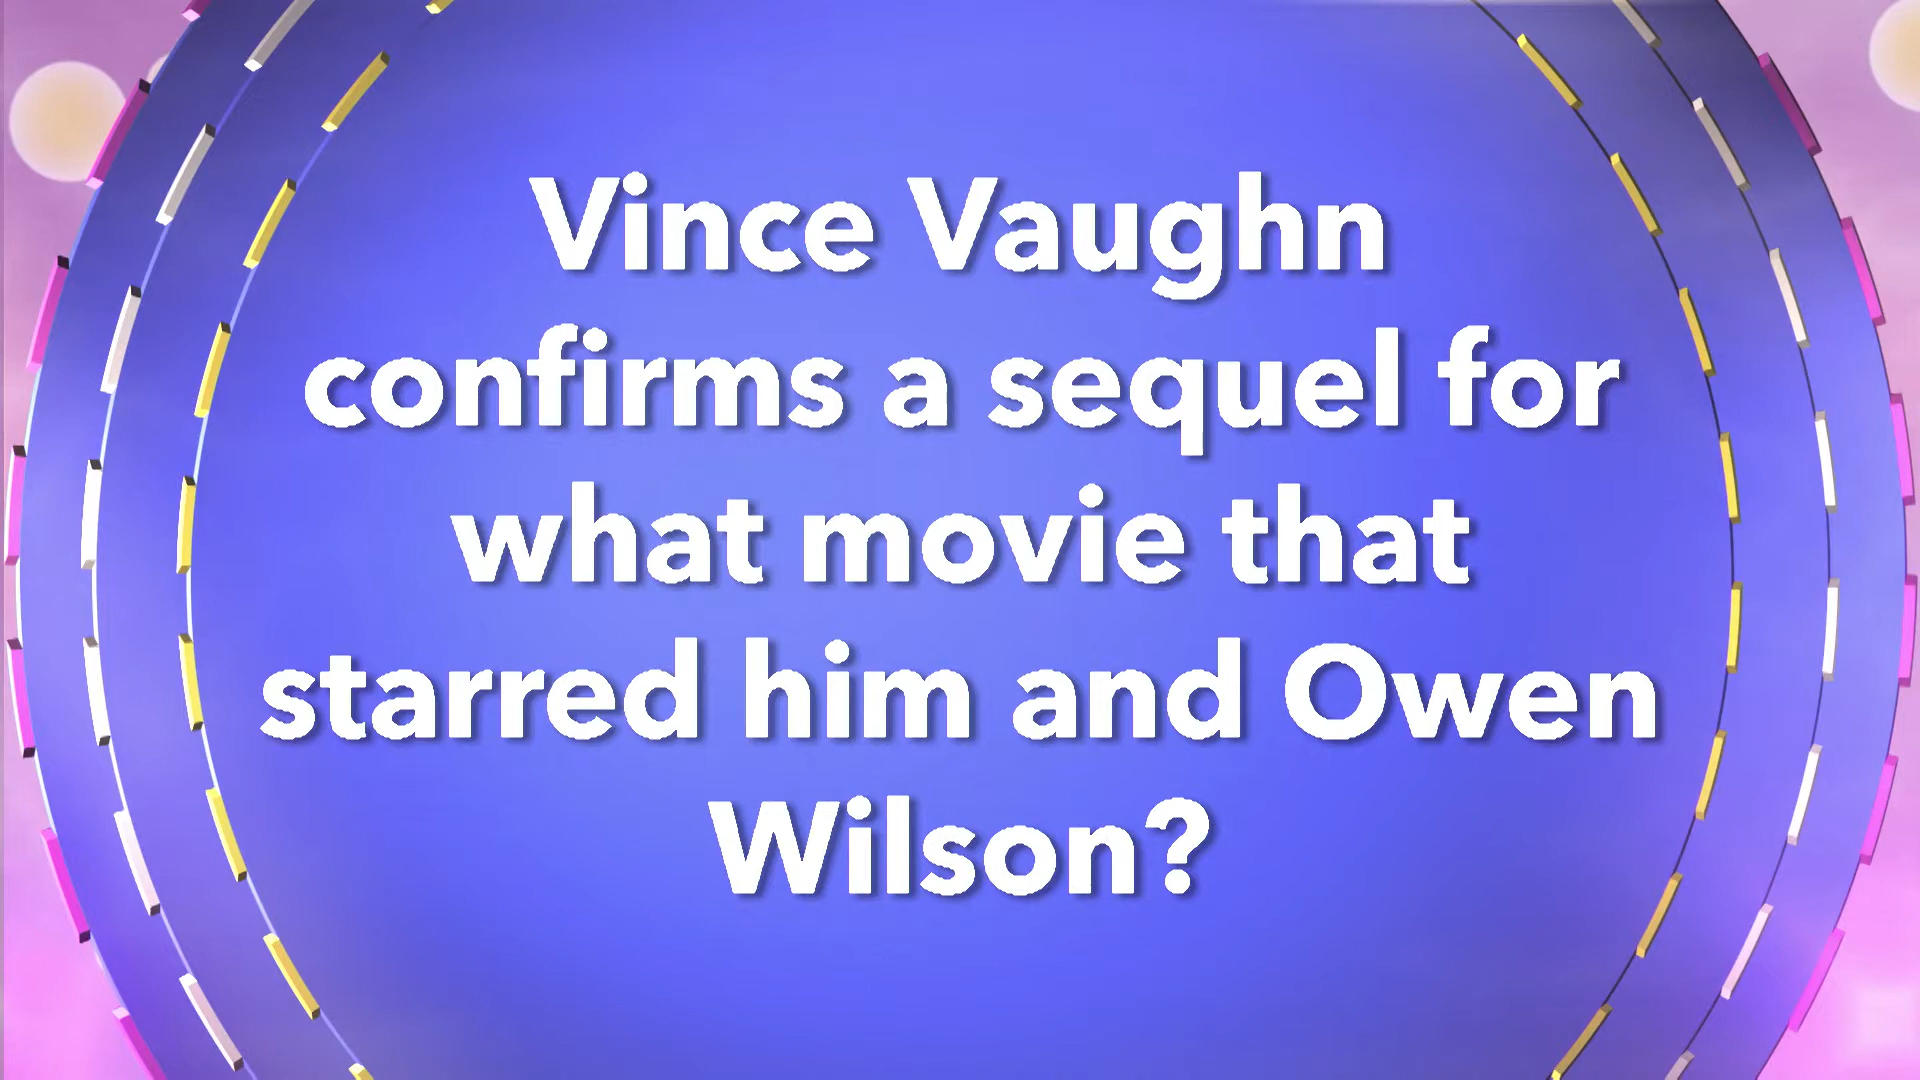 Vince Vaughn
confirms a sequel for
what movie that
starred him and Owen
Wilson?